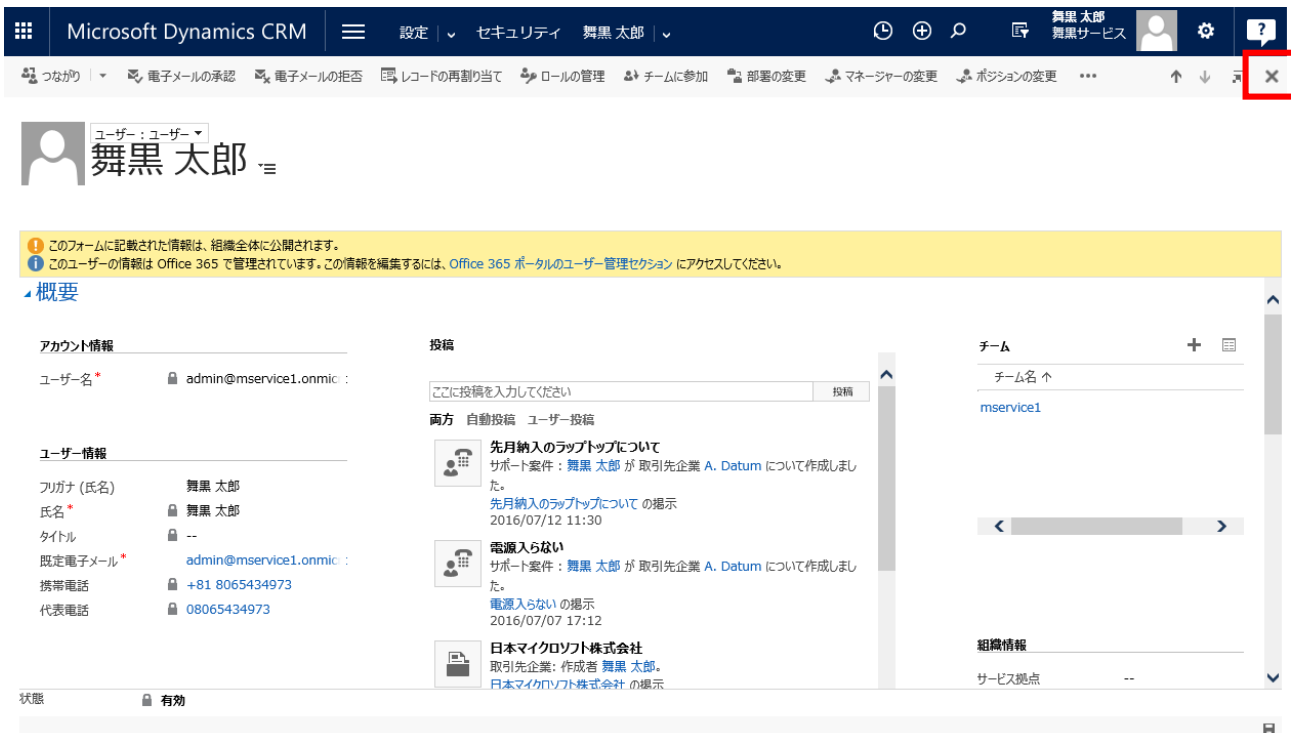 Microsoft Dynamics CRM 設定 セキュリティ 舞黒 太郎
舞黒 太郎
舞黒サービス
?
つながり 電子メールの承認 電子メールの拒否 レコードの再割り当て ロールの管理 チームに参加 部署の変更 マネージャーの変更 ポジションの変更 •••
ユーザー : ユーザー
舞黒 太郎
このフォームに記載された情報は、組織全体に公開されます。
このユーザーの情報は Office 365 で管理されています。この情報を編集するには、Office 365 ポータルのユーザー管理セクション にアクセスしてください。
概要
アカウント情報
ユーザー名* admin@mservice1.onmic
ユーザー情報
フリガナ (氏名) 舞黒 太郎
氏名* 舞黒 太郎
タイトル --
既定電子メール* admin@mservice1.onmic
携帯電話 +81 8065434973
代表電話 08065434973
投稿
ここに投稿を入力してください 投稿
両方 自動投稿 ユーザー投稿
先月納入のラップトップについて
サポート案件 : 舞黒 太郎 が 取引先企業 A. Datum について作成しまし
た。
先月納入のラップトップについて の掲示
2016/07/12 11:30
電源入らない
サポート案件 : 舞黒 太郎 が 取引先企業 A. Datum について作成しまし
た。
電源入らない の掲示
2016/07/07 17:12
日本マイクロソフト株式会社
取引先企業: 作成者 舞黒 太郎。
日本マイクロソフト株式会社 の掲示
チーム
チーム名 ↑
mservice1
組織情報
サービス拠点 --
状態 有効